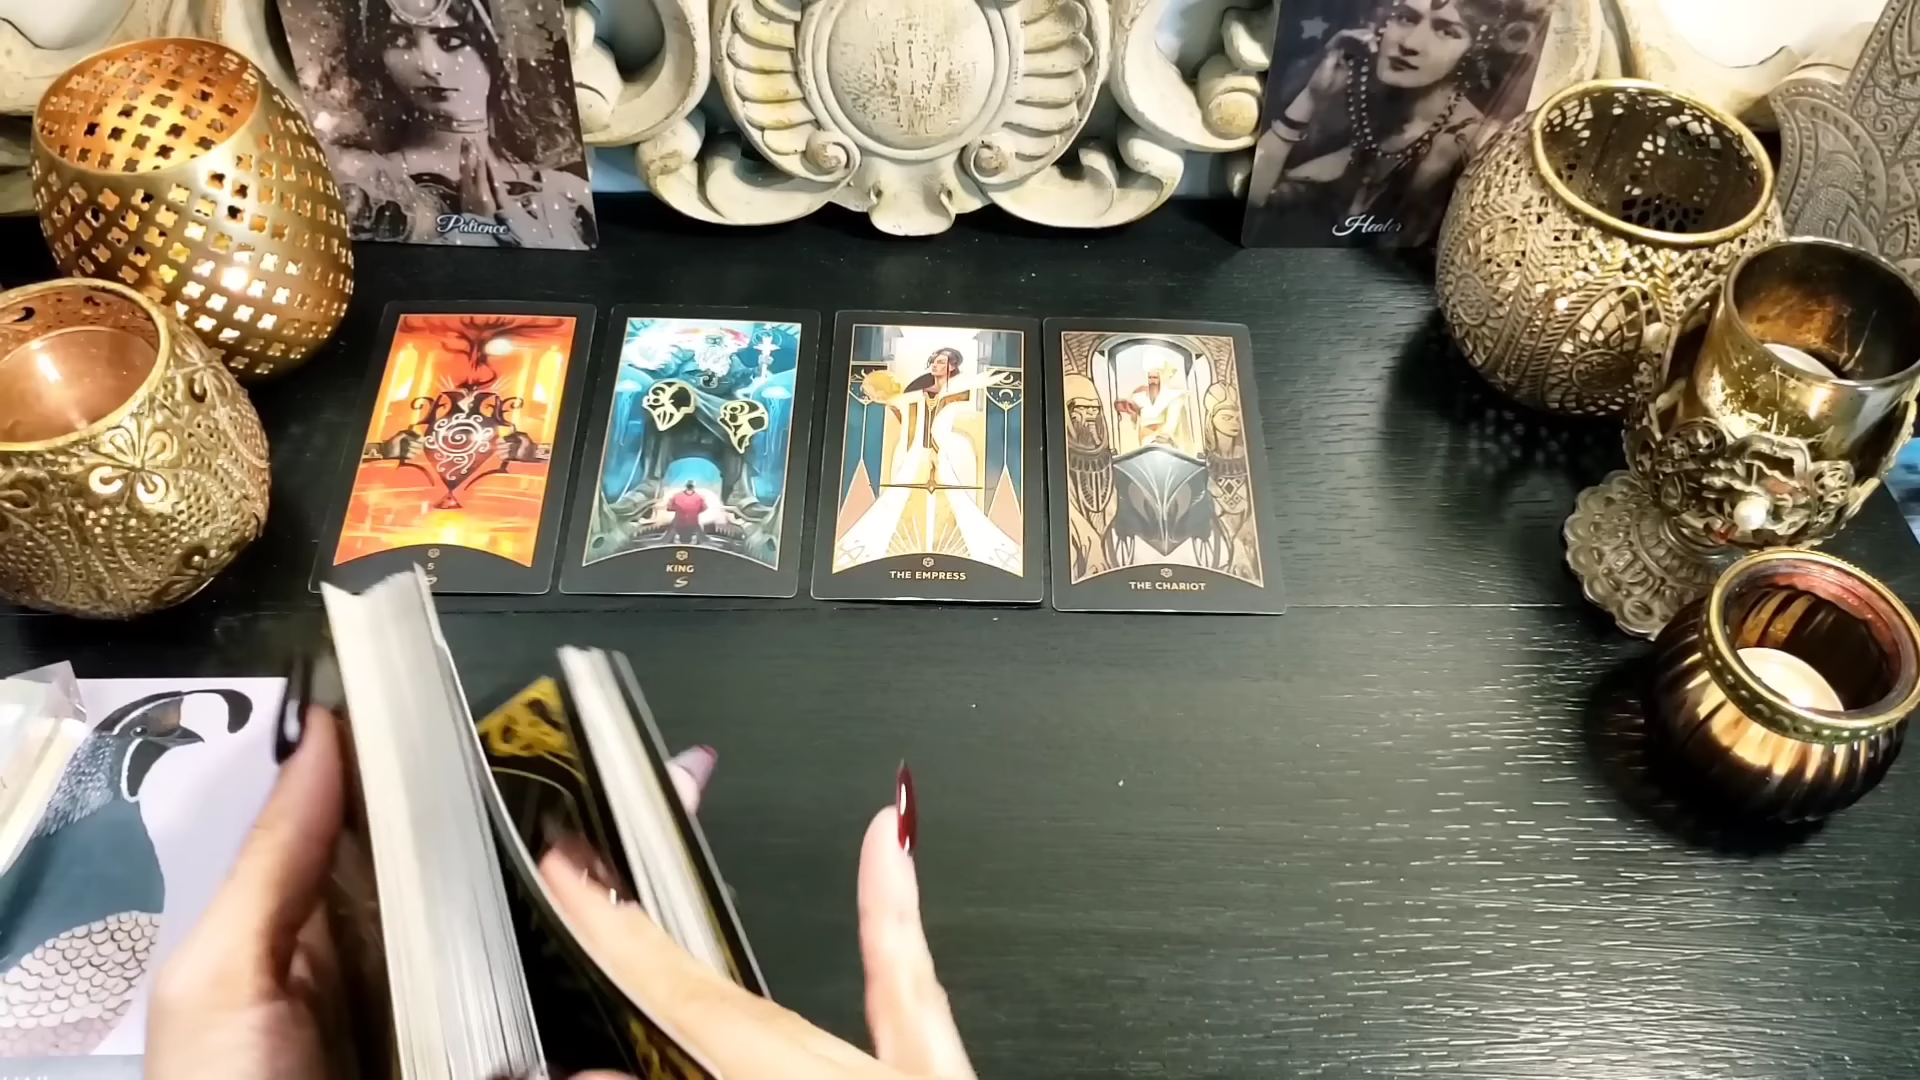 Patience
Healer
5
KING
THE EMPRESS
THE CHARIOT